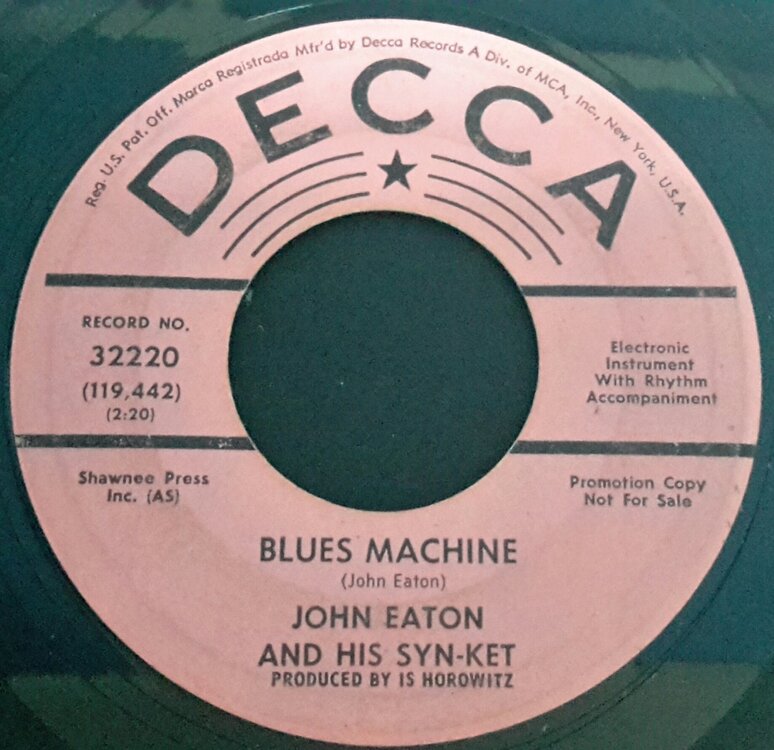 Reg. U.S. Pat. Off. Marca Registrada Mfr'd by Decca Records A Div. of MCA, Inc., New York, U.S.A.
DECCA
RECORD NO.
32220
(119,442)
(2:20)
Electronic
Instrument
With Rhythm
Accompaniment
Shawnee Press
Inc. (AS)
Promotion Copy
Not For Sale
BLUES MACHINE
(John Eaton)
JOHN EATON
AND HIS SYN-KET
PRODUCED BY IS HOROWITZ